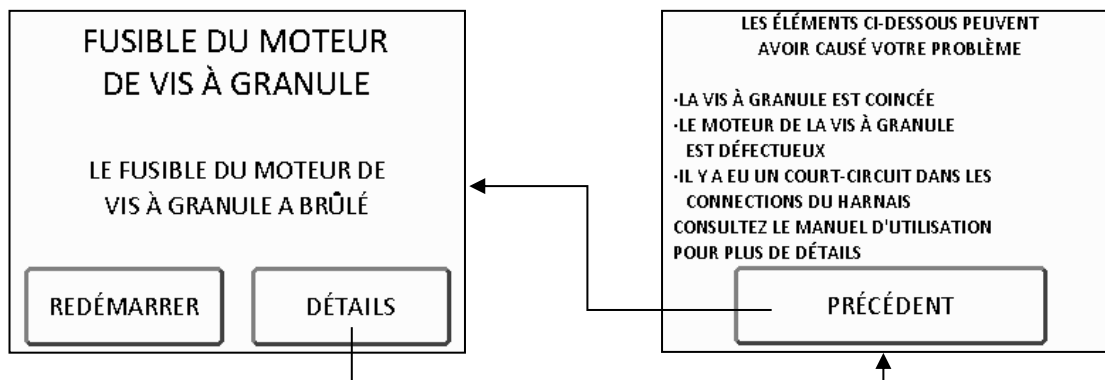 FUSIBLE DU MOTEUR
DE VIS À GRANULE
LE FUSIBLE DU MOTEUR DE
VIS À GRANULE A BRÛLÉ
REDÉMARRER
DÉTAILS
LES ÉLÉMENTS CI-DESSOUS PEUVENT
AVOIR CAUSÉ VOTRE PROBLÈME
·LA VIS À GRANULE EST COINCÉE
·LE MOTEUR DE LA VIS À GRANULE
EST DÉFECTUEUX
·IL Y A EU UN COURT-CIRCUIT DANS LES
CONNECTIONS DU HARNAIS
CONSULTEZ LE MANUEL D'UTILISATION
POUR PLUS DE DÉTAILS
PRÉCÉDENT